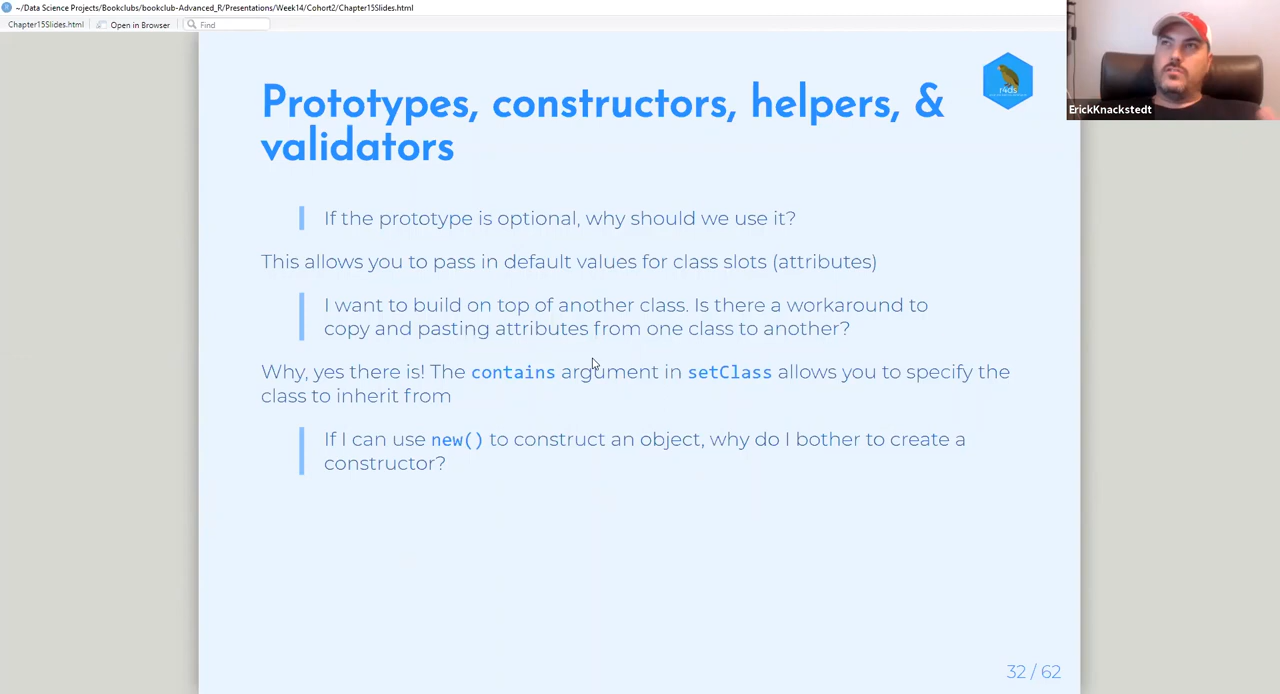 ~/Data Science Projects/Bookclubs/bookclub-Advanced_R/Presentations/Week14/Cohort2/Chapter15Slides.html
Chapter15Slides.html
Open in Browser
Find
Prototypes, constructors, helpers, &
validators
r4ds
ErickKnackstedt
If the prototype is optional, why should we use it?
This allows you to pass in default values for class slots (attributes)
I want to build on top of another class. Is there a workaround to
copy and pasting attributes from one class to another?
Why, yes there is! The contains argument in setClass allows you to specify the
class to inherit from
If I can use new() to construct an object, why do I bother to create a
constructor?
32 / 62